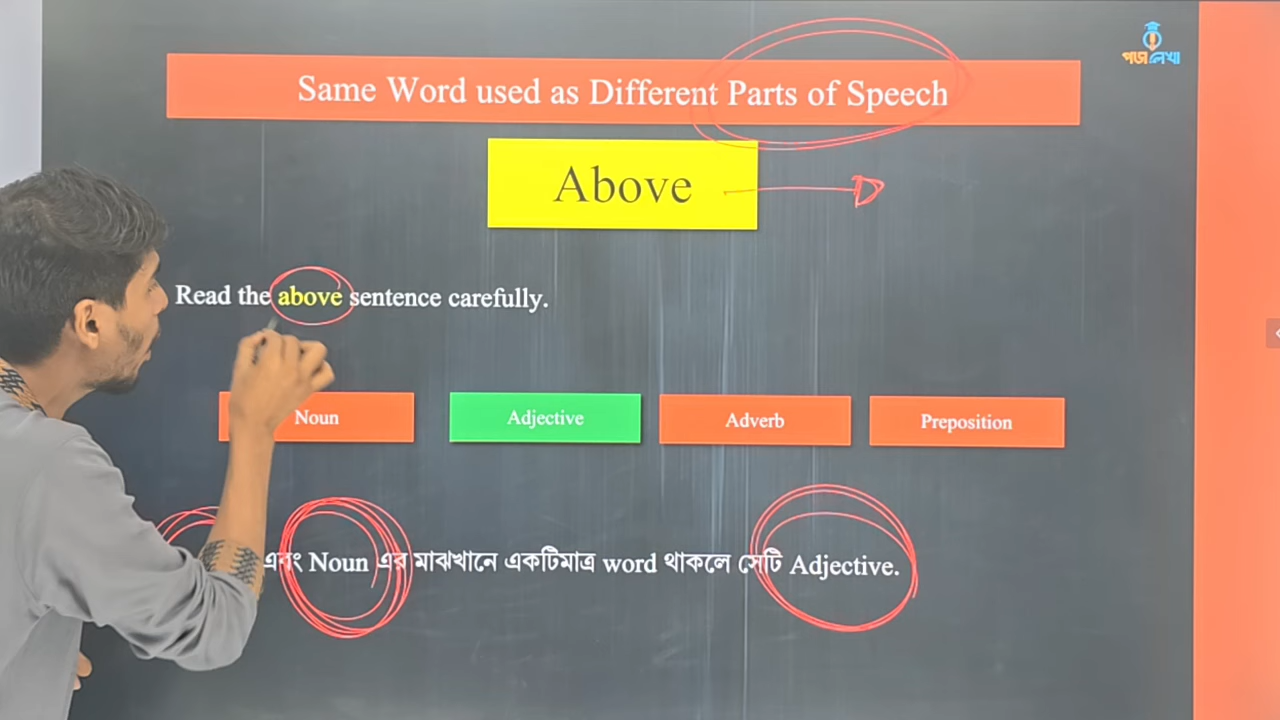 পড়ালেখা
Same Word used as Different Parts of Speech
Above
Read the above sentence carefully.
Noun
Adjective
Adverb
Preposition
এবং Noun এর মাঝখানে একটিমাত্র word থাকলে সেটি Adjective.